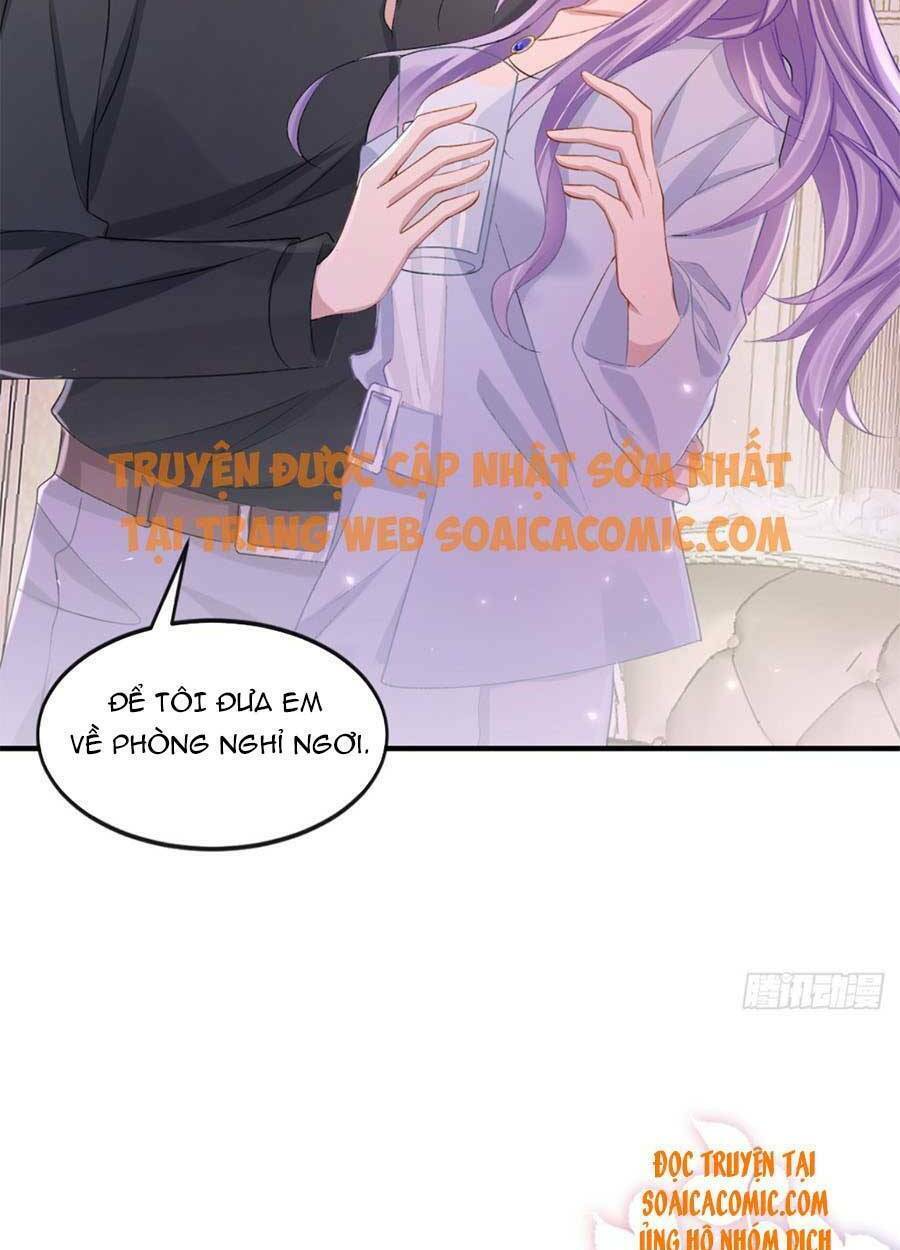 TRUYỆN ĐƯỢC CẬP NHẬT SỚM NHẤT
TẠI TRANG WEB SOAICACOMIC.COM
ĐỂ TÔI ĐƯA EM
VỀ PHÒNG NGHỈ NGƠI.
腾讯动漫
ĐỌC TRUYỆN TẠI
SOAICACOMIC.COM
ỦNG HỘ NHÓM DỊCH